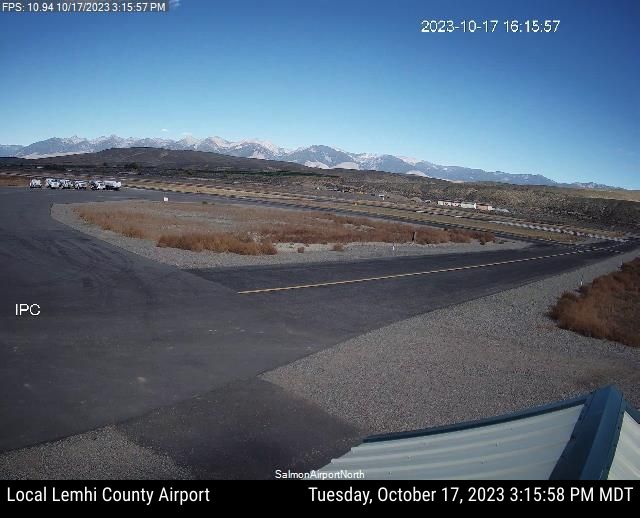 FPS: 10.94 10/17/2023 3:15:57 PM
2023-10-17 16:15:57
IPC
SalmonAirportNorth
Local Lemhi County Airport Tuesday, October 17, 2023 3:15:58 PM MDT